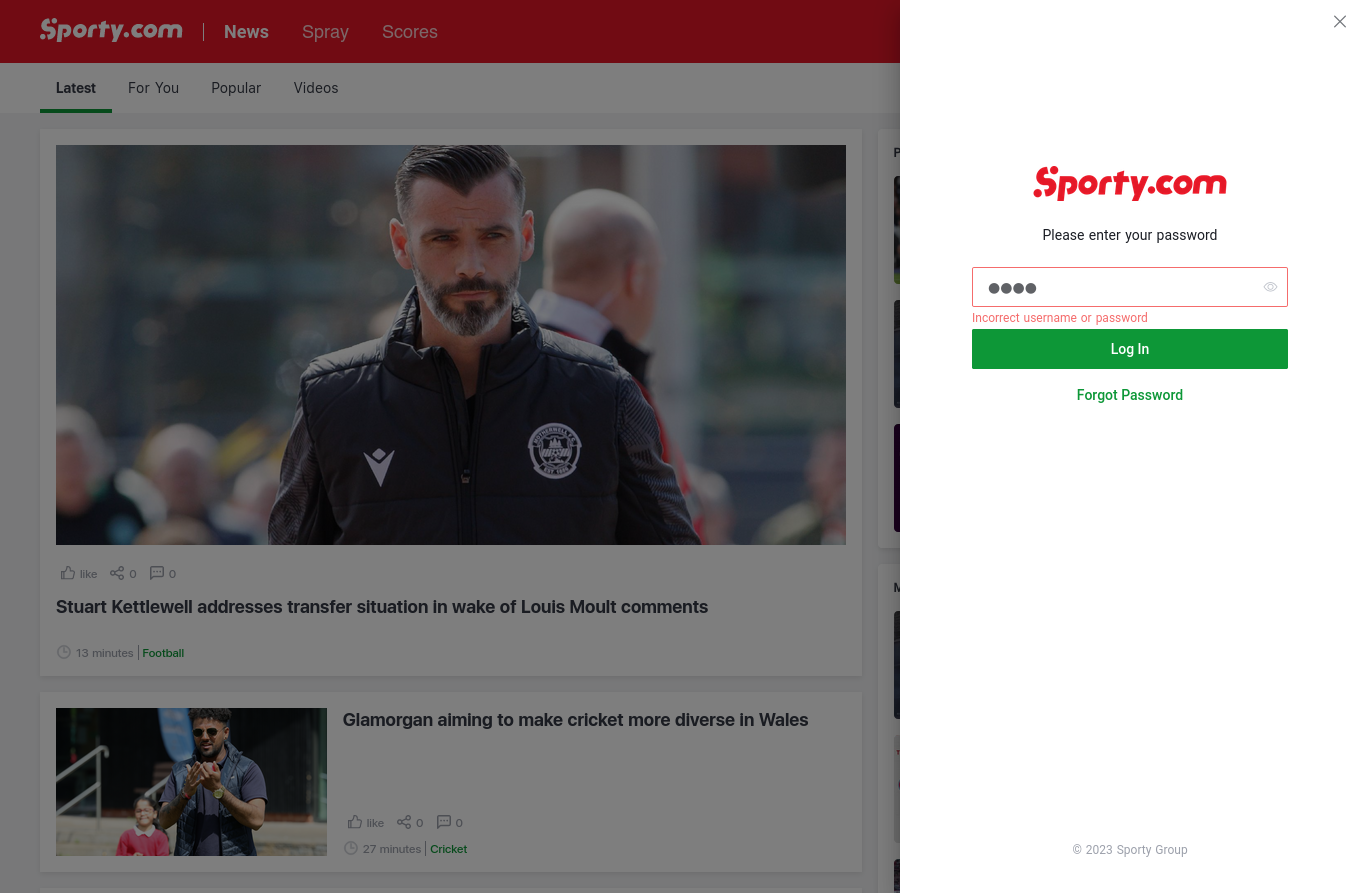 Sporty.com
News
Spray
Scores
Latest
For You
Popular
Videos
MOTHERWELL F.C.
like
0
0
Stuart Kettlewell addresses transfer situation in wake of Louis Moult comments
13 minutes
Football
Glamorgan aiming to make cricket more diverse in Wales
like
0
0
27 minutes
Cricket
P
M
Sporty.com
Please enter your password
Incorrect username or password
Log In
Forgot Password
© 2023 Sporty Group